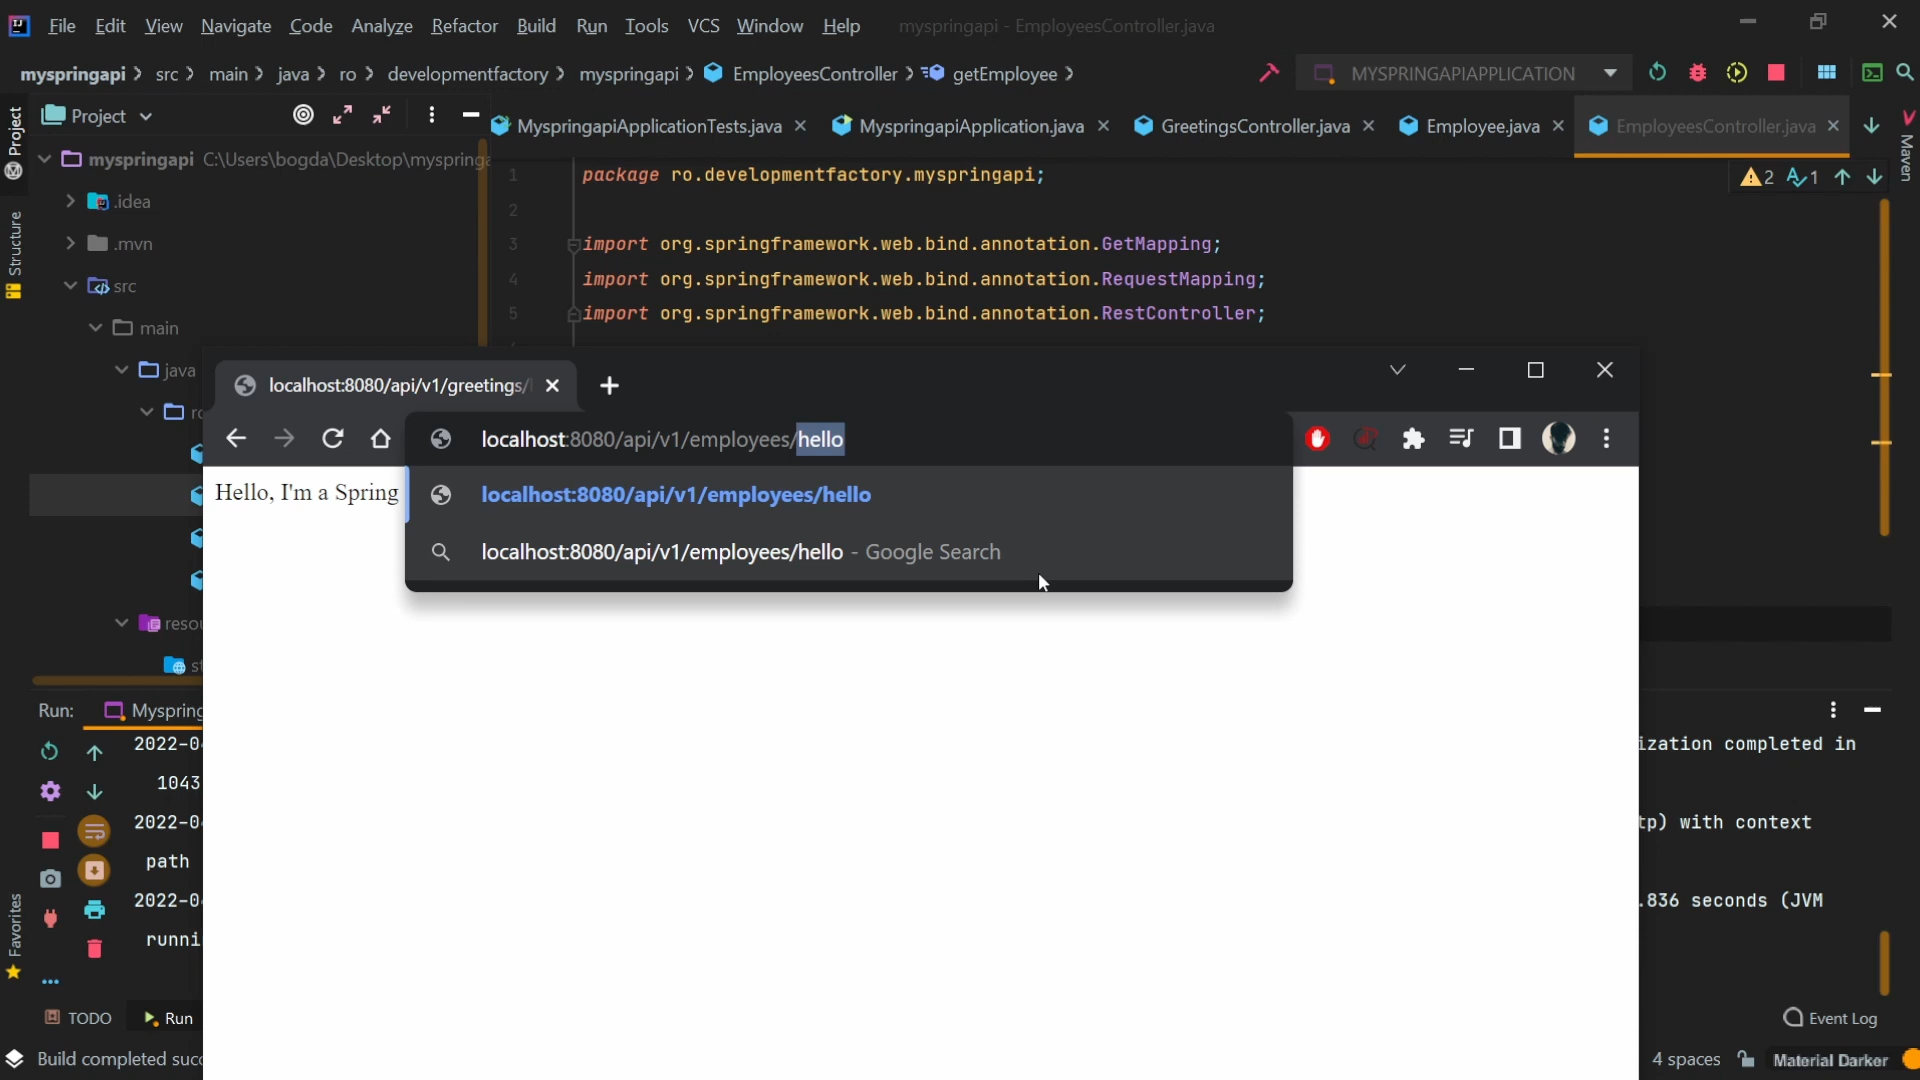 File Edit View Navigate Code Analyze Refactor Build Run Tools VCS Window Help myspringapi - EmployeesController.java
myspringapi src main java ro developmentfactory myspringapi EmployeesController getEmployee MYSPRINGAPIAPPLICATION
Project
MyspringapiApplicationTests.java MyspringapiApplication.java GreetingsController.java Employee.java EmployeesController.java
Project
Structure
Favorites
Maven
myspringapi C:\Users\bogda\Desktop\myspringa
.idea
.mvn
src
main
java
resou
1 package ro.developmentfactory.myspringapi;
2
3 import org.springframework.web.bind.annotation.GetMapping;
4 import org.springframework.web.bind.annotation.RequestMapping;
5 import org.springframework.web.bind.annotation.RestController;
2 1
localhost:8080/api/v1/greetings/
localhost:8080/api/v1/employees/hello
localhost:8080/api/v1/employees/hello
localhost:8080/api/v1/employees/hello - Google Search
Hello, I'm a Spring
Run: Myspring
2022-0 ization completed in
1043
2022-0 tp) with context
path
2022-0 .836 seconds (JVM
runni
TODO Run Event Log
Build completed succ 4 spaces Material Darker